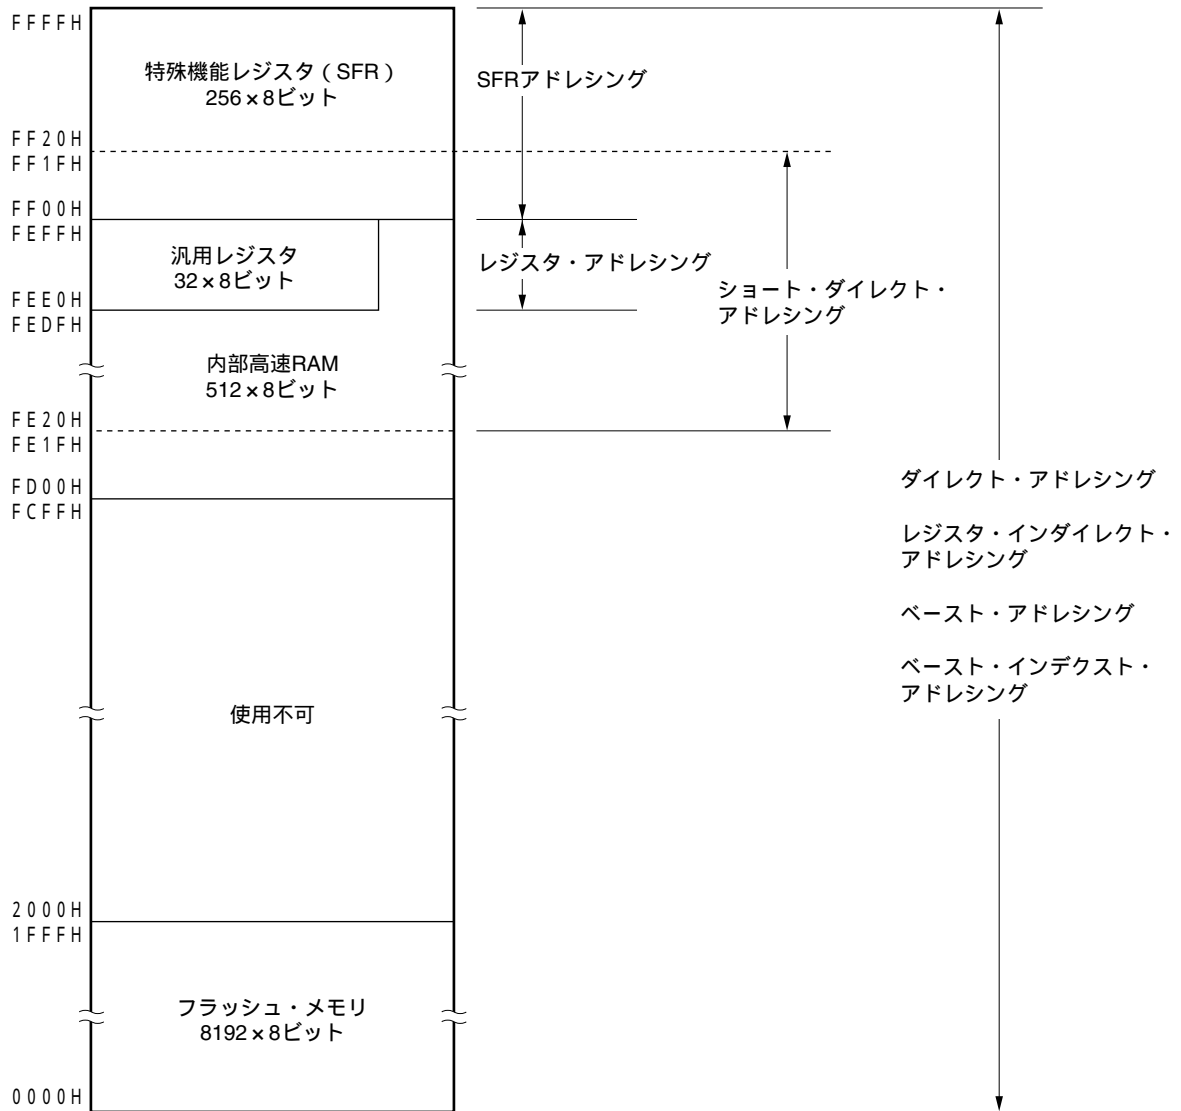 FFFFH
特殊機能レジスタ(SFR)
256×8ビット
SFRアドレシング
FF20H
FF1FH
FF00H
FEFFH
汎用レジスタ
32×8ビット
レジスタ・アドレシング
ショート・ダイレクト・
アドレシング
FEE0H
FEDFH
内部高速RAM
512×8ビット
FE20H
FE1FH
FD00H
FCFFH
ダイレクト・アドレシング
レジスタ・インダイレクト・
アドレシング
ベースト・アドレシング
ベースト・インデクスト・
アドレシング
使用不可
2000H
1FFFH
フラッシュ・メモリ
8192×8ビット
0000H